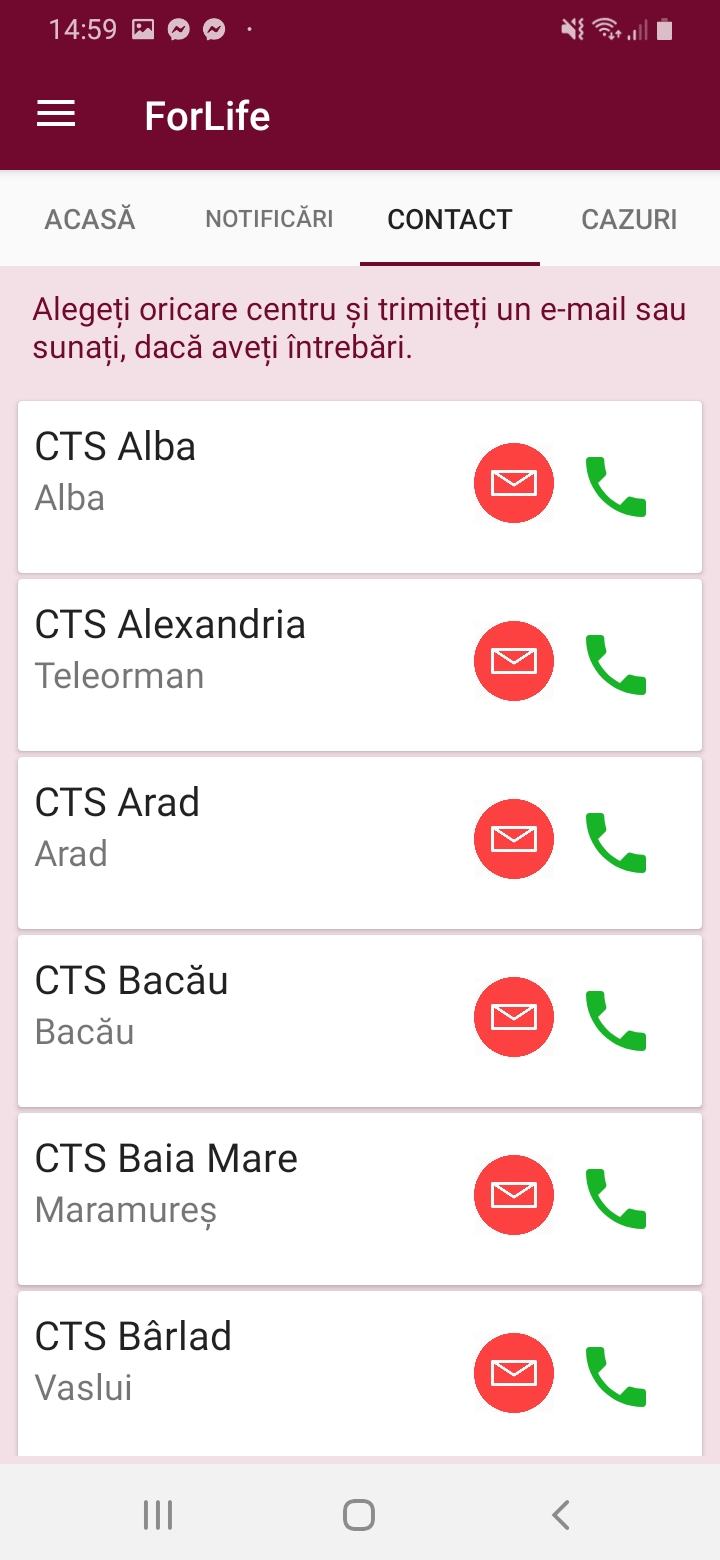 14:59
ForLife
ACASĂ NOTIFICĂRI CONTACT CAZURI
Alegeți oricare centru și trimiteți un e-mail sau
sunați, dacă aveți întrebări.
CTS Alba
Alba
CTS Alexandria
Teleorman
CTS Arad
Arad
CTS Bacău
Bacău
CTS Baia Mare
Maramureș
CTS Bârlad
Vaslui